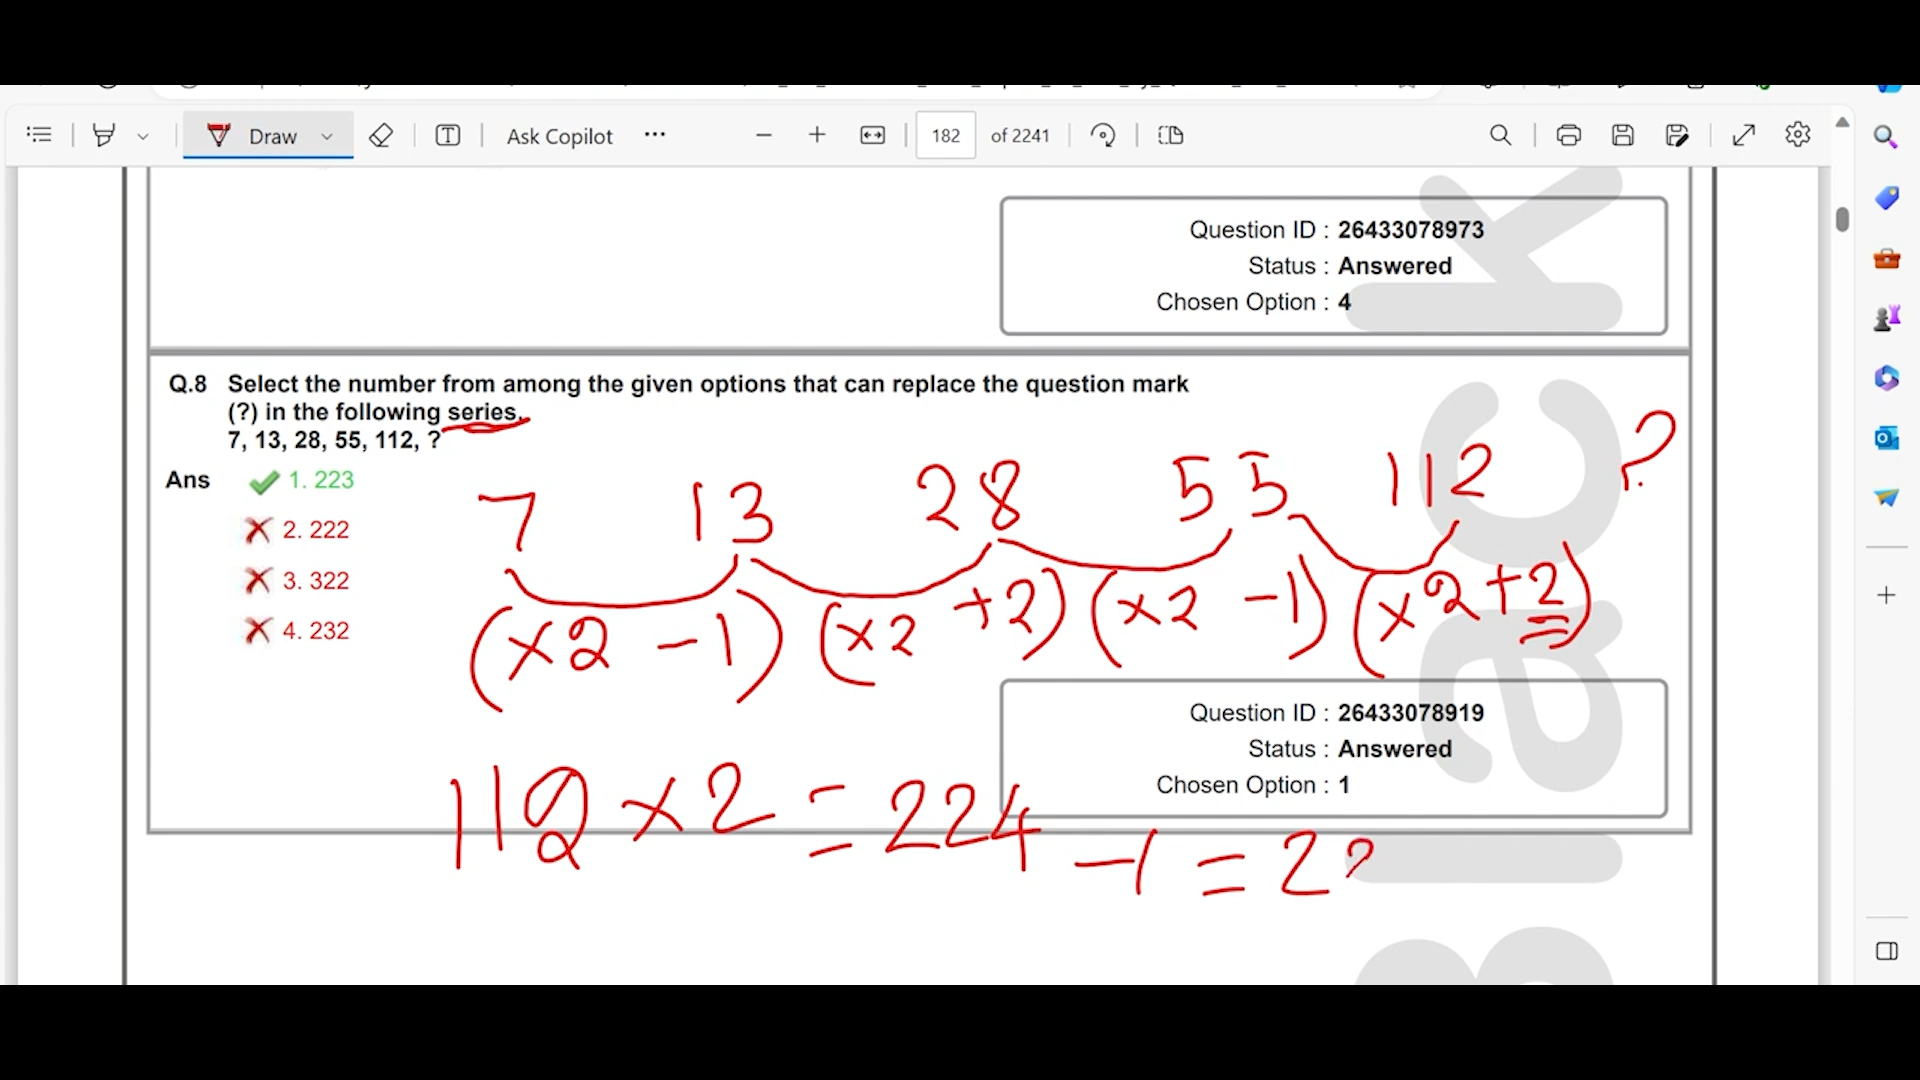 Draw
Ask Copilot
182 of 2241
Question ID : 26433078973
Status : Answered
Chosen Option : 4
Q.8 Select the number from among the given options that can replace the question mark
(?) in the following series.
7, 13, 28, 55, 112, ?
Ans 1. 223
2. 222
3. 322
4. 232
7 13 28 55 112 ?
(×2 -1) (×2 +2) (×2 -1) (×2 +2)
Question ID : 26433078919
Status : Answered
Chosen Option : 1
112 × 2 = 224 -1 = 2